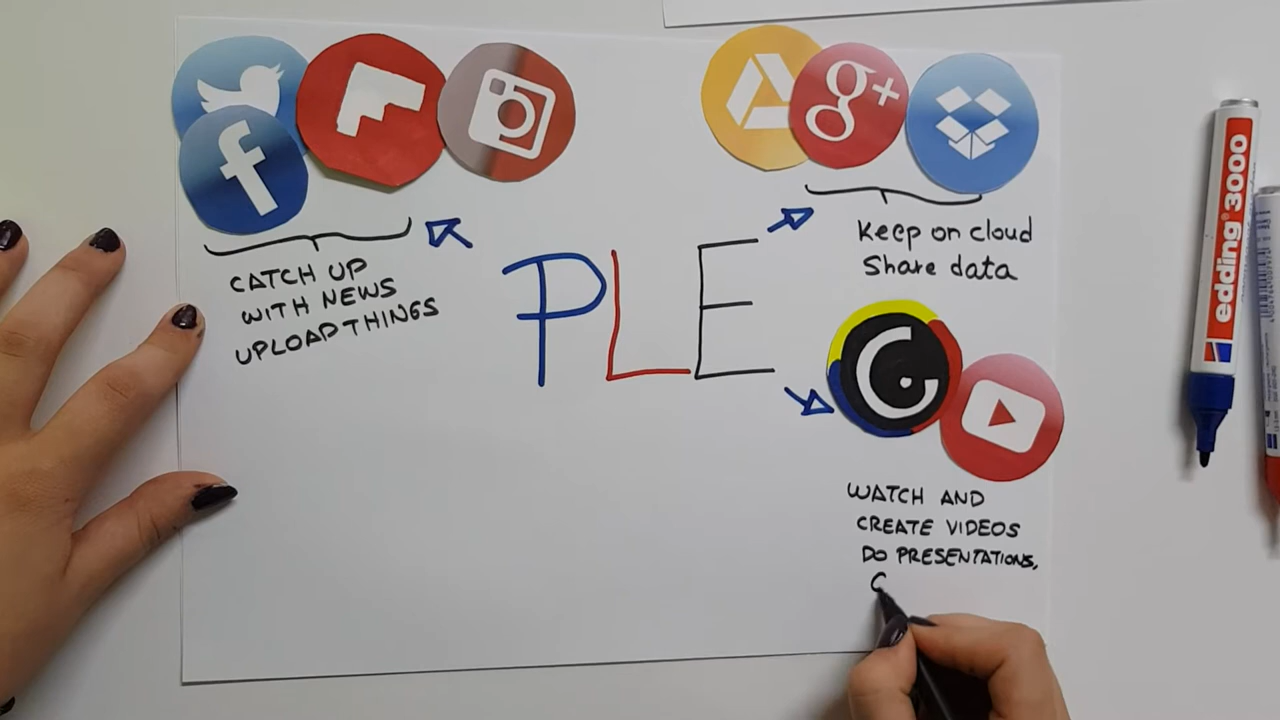 g+
f
CATCH UP
WITH NEWS
UPLOAD THINGS
PLE
Keep on cloud
Share data
WATCH AND
CREATE VIDEOS
DO PRESENTATIONS,
C
edding 3000